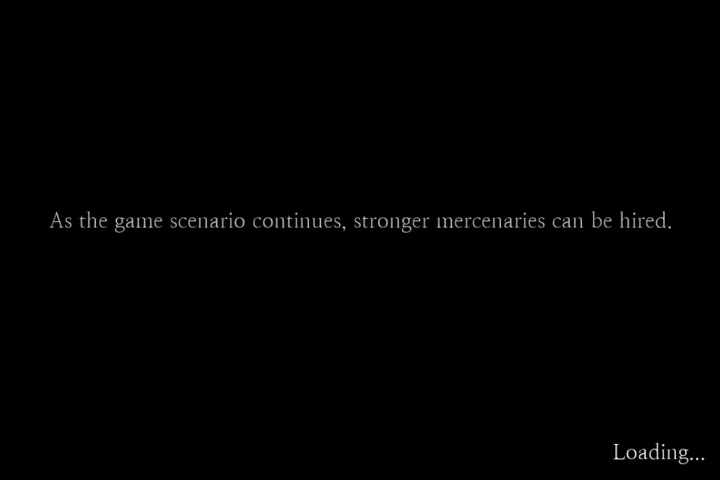 As the game scenario continues, stronger mercenaries can be hired.
Loading...